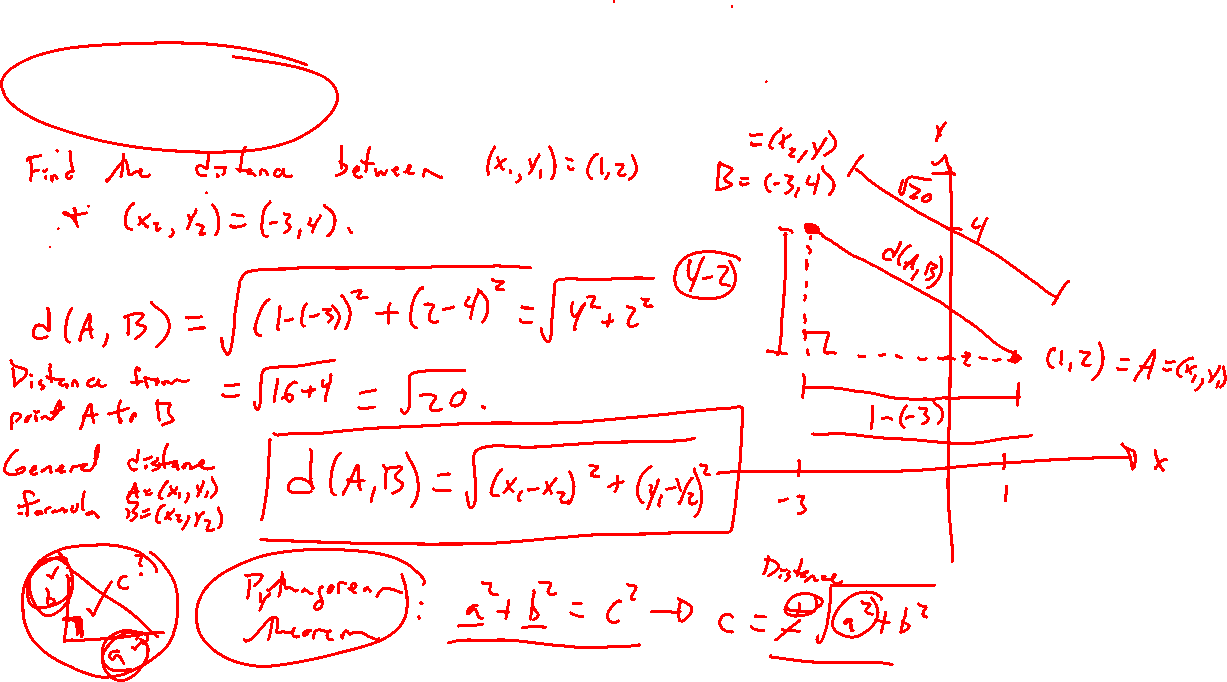 Find the distance between (x₁, y₁) = (1, 2)
+ (x₂, y₂) = (-3, 4).
d(A, B) = √((1-(-3))² + (2-4)²) = √(4² + 2²)
(4-2)
Distance from
point A to B
= √(16+4) = √20.
General distance
formula A=(x₁, y₁)
B=(x₂, y₂)
d(A, B) = √((x₁-x₂)² + (y₁-y₂)²)
b
c?
a
Pythagorean
theorem :
a² + b² = c² → c = ± √(a² + b²)
Distance
y
= (x₂, y)
B = (-3, 4)
√20
4
d(A, B)
2
(1, 2) = A = (x₁, y₁)
1-(-3)
x
-3
1